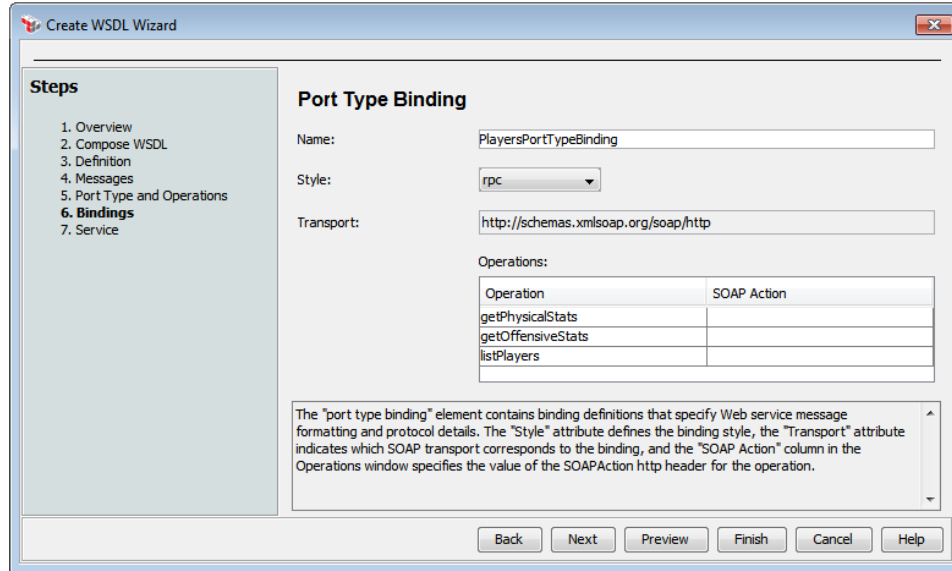 Create WSDL Wizard
Steps
1. Overview
2. Compose WSDL
3. Definition
4. Messages
5. Port Type and Operations
6. Bindings
7. Service
Port Type Binding
Name: PlayersPortTypeBinding
Style: rpc
Transport: http://schemas.xmlsoap.org/soap/http
Operations:
Operation SOAP Action
getPhysicalStats
getOffensiveStats
listPlayers
The "port type binding" element contains binding definitions that specify Web service message
formatting and protocol details. The "Style" attribute defines the binding style, the "Transport" attribute
indicates which SOAP transport corresponds to the binding, and the "SOAP Action" column in the
Operations window specifies the value of the SOAPAction http header for the operation.
Back Next Preview Finish Cancel Help